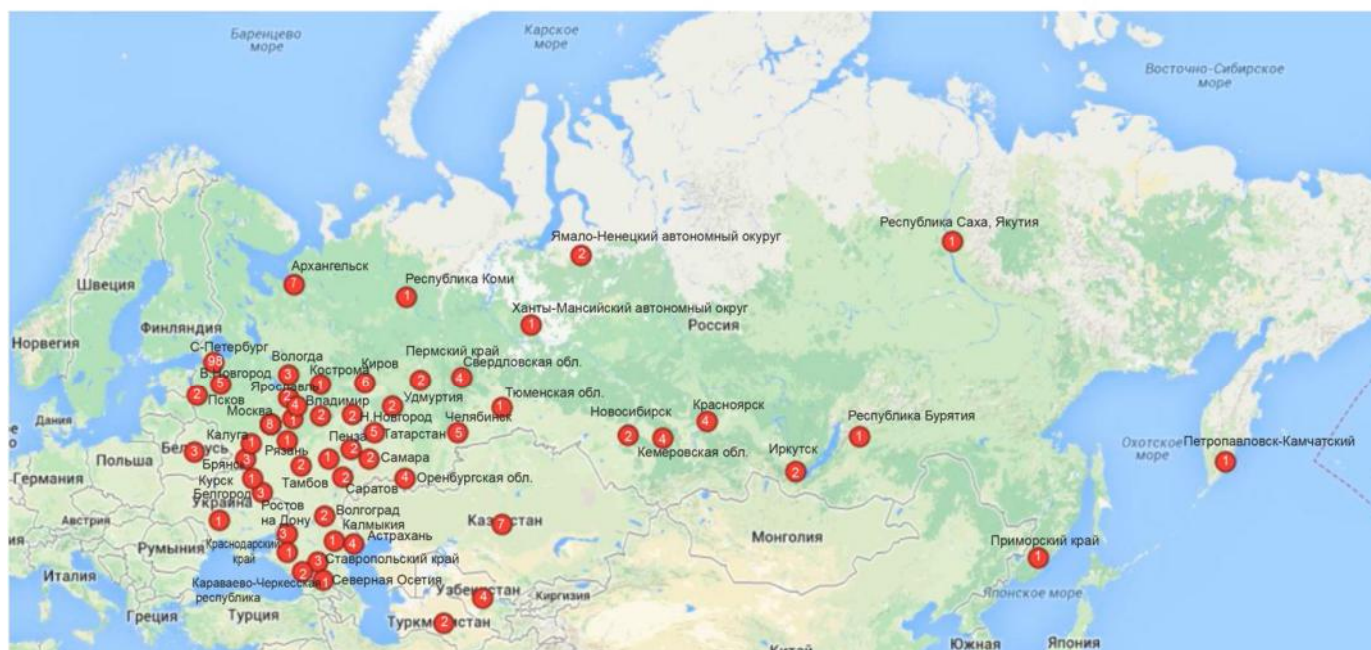 Баренцево
море
Карское
море
Восточно-Сибирское
море
Республика Саха, Якутия
1
Ямало-Ненецкий автономный окуруг
2
Архангельск
7
Республика Коми
1
Швеция
Ханты-Мансийский автономный округ
1
Россия
Финляндия
Норвегия
С-Петербург
98
Вологда
3
Киров
6
Пермский край
2
Свердловская обл.
4
В.Новгород
5
Кострома
Ярославль
2
Псков
2
4
Владимир
2
Удмуртия
2
Тюменская обл.
1
Дания
Москва
8
1
2
Н.Новгород
5
Татарстан
Челябинск
5
Новосибирск
2
Кемеровская обл.
4
Красноярск
4
Республика Бурятия
1
Иркутск
2
Охотское
море
Петропавловск-Камчатский
1
Калуга
1
1
Рязань
Пенза
2
Беларусь
3
Польша
Германия
Брянск
3
2
1
2
Самара
Курск
1
Тамбов
2
Саратов
4
Оренбургская обл.
Белгород
3
Украина
1
Ростов
на Дону
3
2
Волгоград
Калмыкия
1
4
Астрахань
Казахстан
7
Австрия
Румыния
Краснодарский
край
1
Монголия
Приморский край
1
3
Ставропольский край
Италия
Караваево-Черкесская
республика
2
1
Северная Осетия
Узбекистан
4
Киргизия
Японское море
Греция
Турция
Туркменистан
2
Китай
Южная
Япония